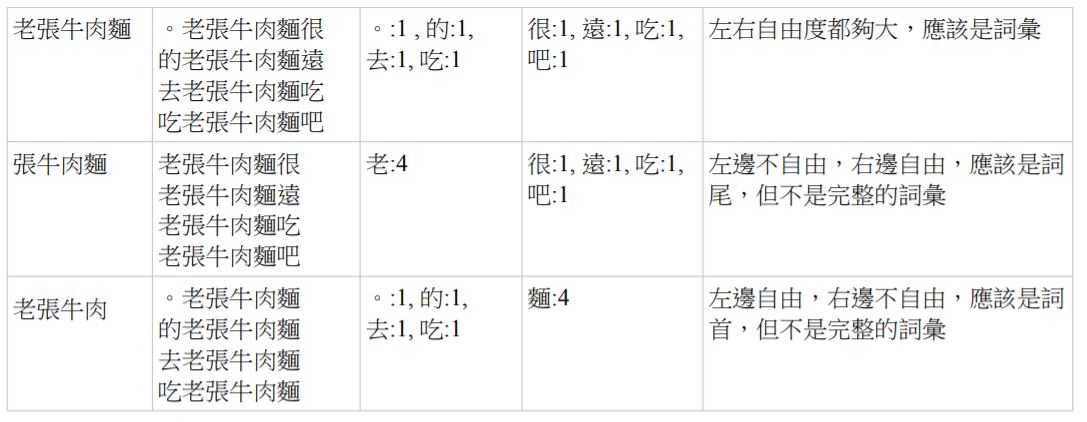 老張牛肉麵
。老張牛肉麵很
的老張牛肉麵遠
去老張牛肉麵吃
吃老張牛肉麵吧
。:1 , 的:1,
去:1, 吃:1
很:1, 遠:1, 吃:1,
吧:1
左右自由度都夠大，應該是詞彙
張牛肉麵
老張牛肉麵很
老張牛肉麵遠
老張牛肉麵吃
老張牛肉麵吧
老:4
很:1, 遠:1, 吃:1,
吧:1
左邊不自由，右邊自由，應該是詞
尾，但不是完整的詞彙
老張牛肉
。老張牛肉麵
的老張牛肉麵
去老張牛肉麵
吃老張牛肉麵
。:1, 的:1,
去:1, 吃:1
麵:4
左邊自由，右邊不自由，應該是詞
首，但不是完整的詞彙